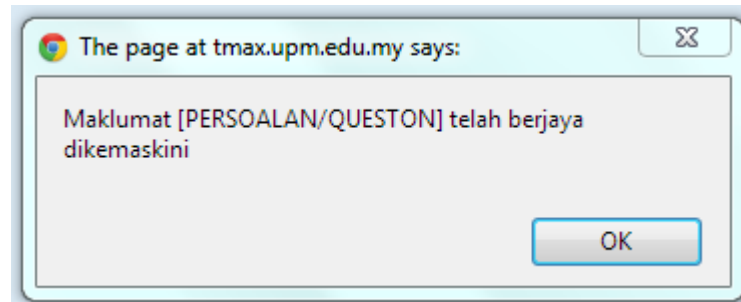 The page at tmax.upm.edu.my says:
Maklumat [PERSOALAN/QUESTON] telah berjaya
dikemaskini
OK